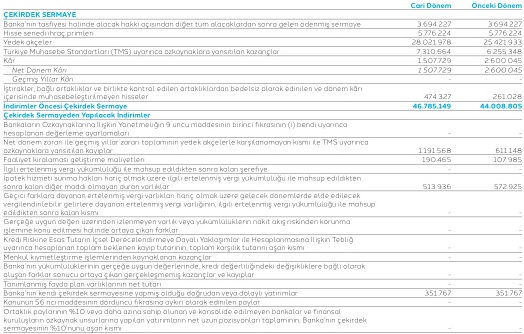 Cari Dönem Önceki Dönem
ÇEKİRDEK SERMAYE
Banka'nın tasfiyesi halinde alacak hakkı açısından diğer tüm alacaklardan sonra gelen ödenmiş sermaye 3.694.227 3.694.227
Hisse senedi ihraç primleri 5.776.224 5.776.224
Yedek akçeler 28.021.978 25.421.933
Türkiye Muhasebe Standartları (TMS) uyarınca özkaynaklara yansıtılan kazançlar 7.310.664 6.255.348
Kâr 1.507.729 2.600.045
Net Dönem Kârı 1.507.729 2.600.045
Geçmiş Yıllar Kârı - -
İştirakler, bağlı ortaklıklar ve birlikte kontrol edilen ortaklıklardan bedelsiz olarak edinilen ve dönem kârı
içerisinde muhasebeleştirilmeyen hisseler 474.327 261.028
İndirimler Öncesi Çekirdek Sermaye 46.785.149 44.008.805
Çekirdek Sermayeden Yapılacak İndirimler
Bankaların Özkaynaklarına İlişkin Yönetmeliğin 9 uncu maddesinin birinci fıkrasının (i) bendi uyarınca
hesaplanan değerleme ayarlamaları - -
Net dönem zararı ile geçmiş yıllar zararı toplamının yedek akçelerle karşılanamayan kısmı ile TMS uyarınca
özkaynaklara yansıtılan kayıplar 1.191.568 611.148
Faaliyet kiralaması geliştirme maliyetleri 190.465 107.985
İlgili ertelenmiş vergi yükümlülüğü ile mahsup edildikten sonra kalan şerefiye - -
İpotek hizmeti sunma hakları hariç olmak üzere ilgili ertelenmiş vergi yükümlülüğü ile mahsup edildikten
sonra kalan diğer maddi olmayan duran varlıklar 513.936 572.925
Geçici farklara dayanan ertelenmiş vergi varlıkları hariç olmak üzere gelecek dönemlerde elde edilecek
vergilendirilebilir gelirlere dayanan ertelenmiş vergi varlığının, ilgili ertelenmiş vergi yükümlülüğü ile mahsup
edildikten sonra kalan kısmı - -
Gerçeğe uygun değeri üzerinden izlenmeyen varlık veya yükümlülüklerin nakit akış riskinden korunma
işlemine konu edilmesi halinde ortaya çıkan farklar - -
Kredi Riskine Esas Tutarın İçsel Derecelendirmeye Dayalı Yaklaşımlar ile Hesaplanmasına İlişkin Tebliğ
uyarınca hesaplanan toplam beklenen kayıp tutarının, toplam karşılık tutarını aşan kısmı - -
Menkul kıymetleştirme işlemlerinden kaynaklanan kazançlar - -
Banka'nın yükümlülüklerinin gerçeğe uygun değerlerinde, kredi değerliliğindeki değişikliklere bağlı olarak
oluşan farklar sonucu ortaya çıkan gerçekleşmemiş kazançlar ve kayıplar - -
Tanımlanmış fayda plan varlıklarının net tutarı - -
Banka'nın kendi çekirdek sermayesine yapmış olduğu doğrudan veya dolaylı yatırımlar 351.767 351.767
Kanunun 56 ncı maddesinin dördüncü fıkrasına aykırı olarak edinilen paylar - -
Ortaklık paylarının %10 veya daha azına sahip olunan ve konsolide edilmeyen bankalar ve finansal
kuruluşların özkaynak unsurlarına yapılan yatırımların net uzun pozisyonları toplamının, Banka'nın çekirdek
sermayesinin %10'nunu aşan kısmı - -